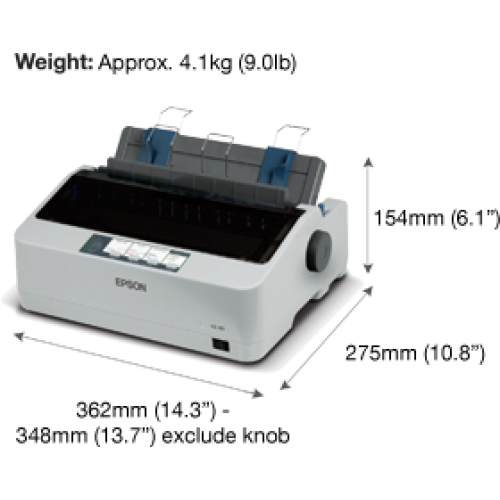 Weight: Approx. 4.1kg (9.0lb)
154mm (6.1”)
EPSON
275mm (10.8”)
362mm (14.3”) -
348mm (13.7”) exclude knob